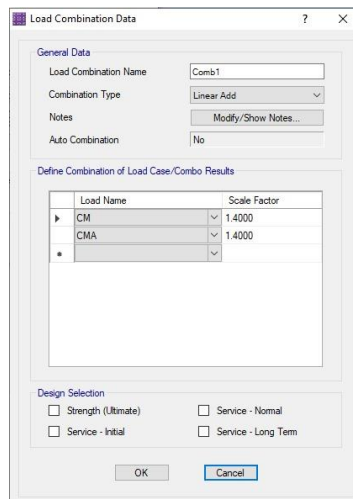 Load Combination Data ? X
General Data
Load Combination Name Comb1
Combination Type Linear Add
Notes Modify/Show Notes...
Auto Combination No
Define Combination of Load Case/Combo Results
Load Name Scale Factor
CM 1.4000
CMA 1.4000
Design Selection
Strength (Ultimate) Service - Normal
Service - Initial Service - Long Term
OK Cancel